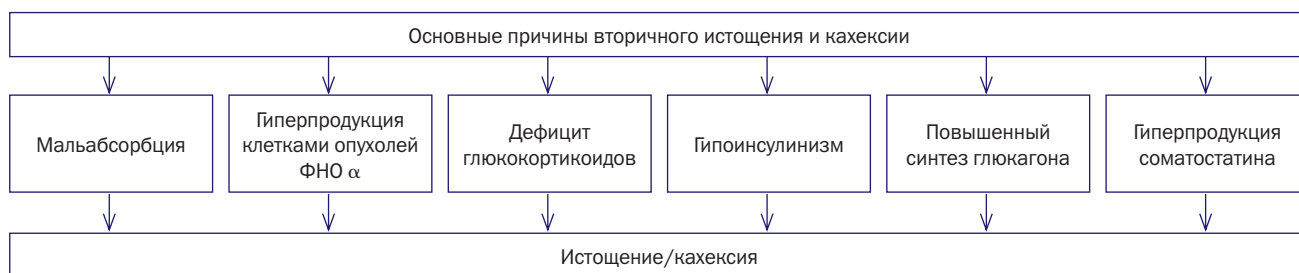 Основные причины вторичного истощения и кахексии
Мальабсорбция
Гиперпродукция
клетками опухолей
ФНО α
Дефицит
глюкокортикоидов
Гипоинсулинизм
Повышенный
синтез глюкагона
Гиперпродукция
соматостатина
Истощение/кахексия